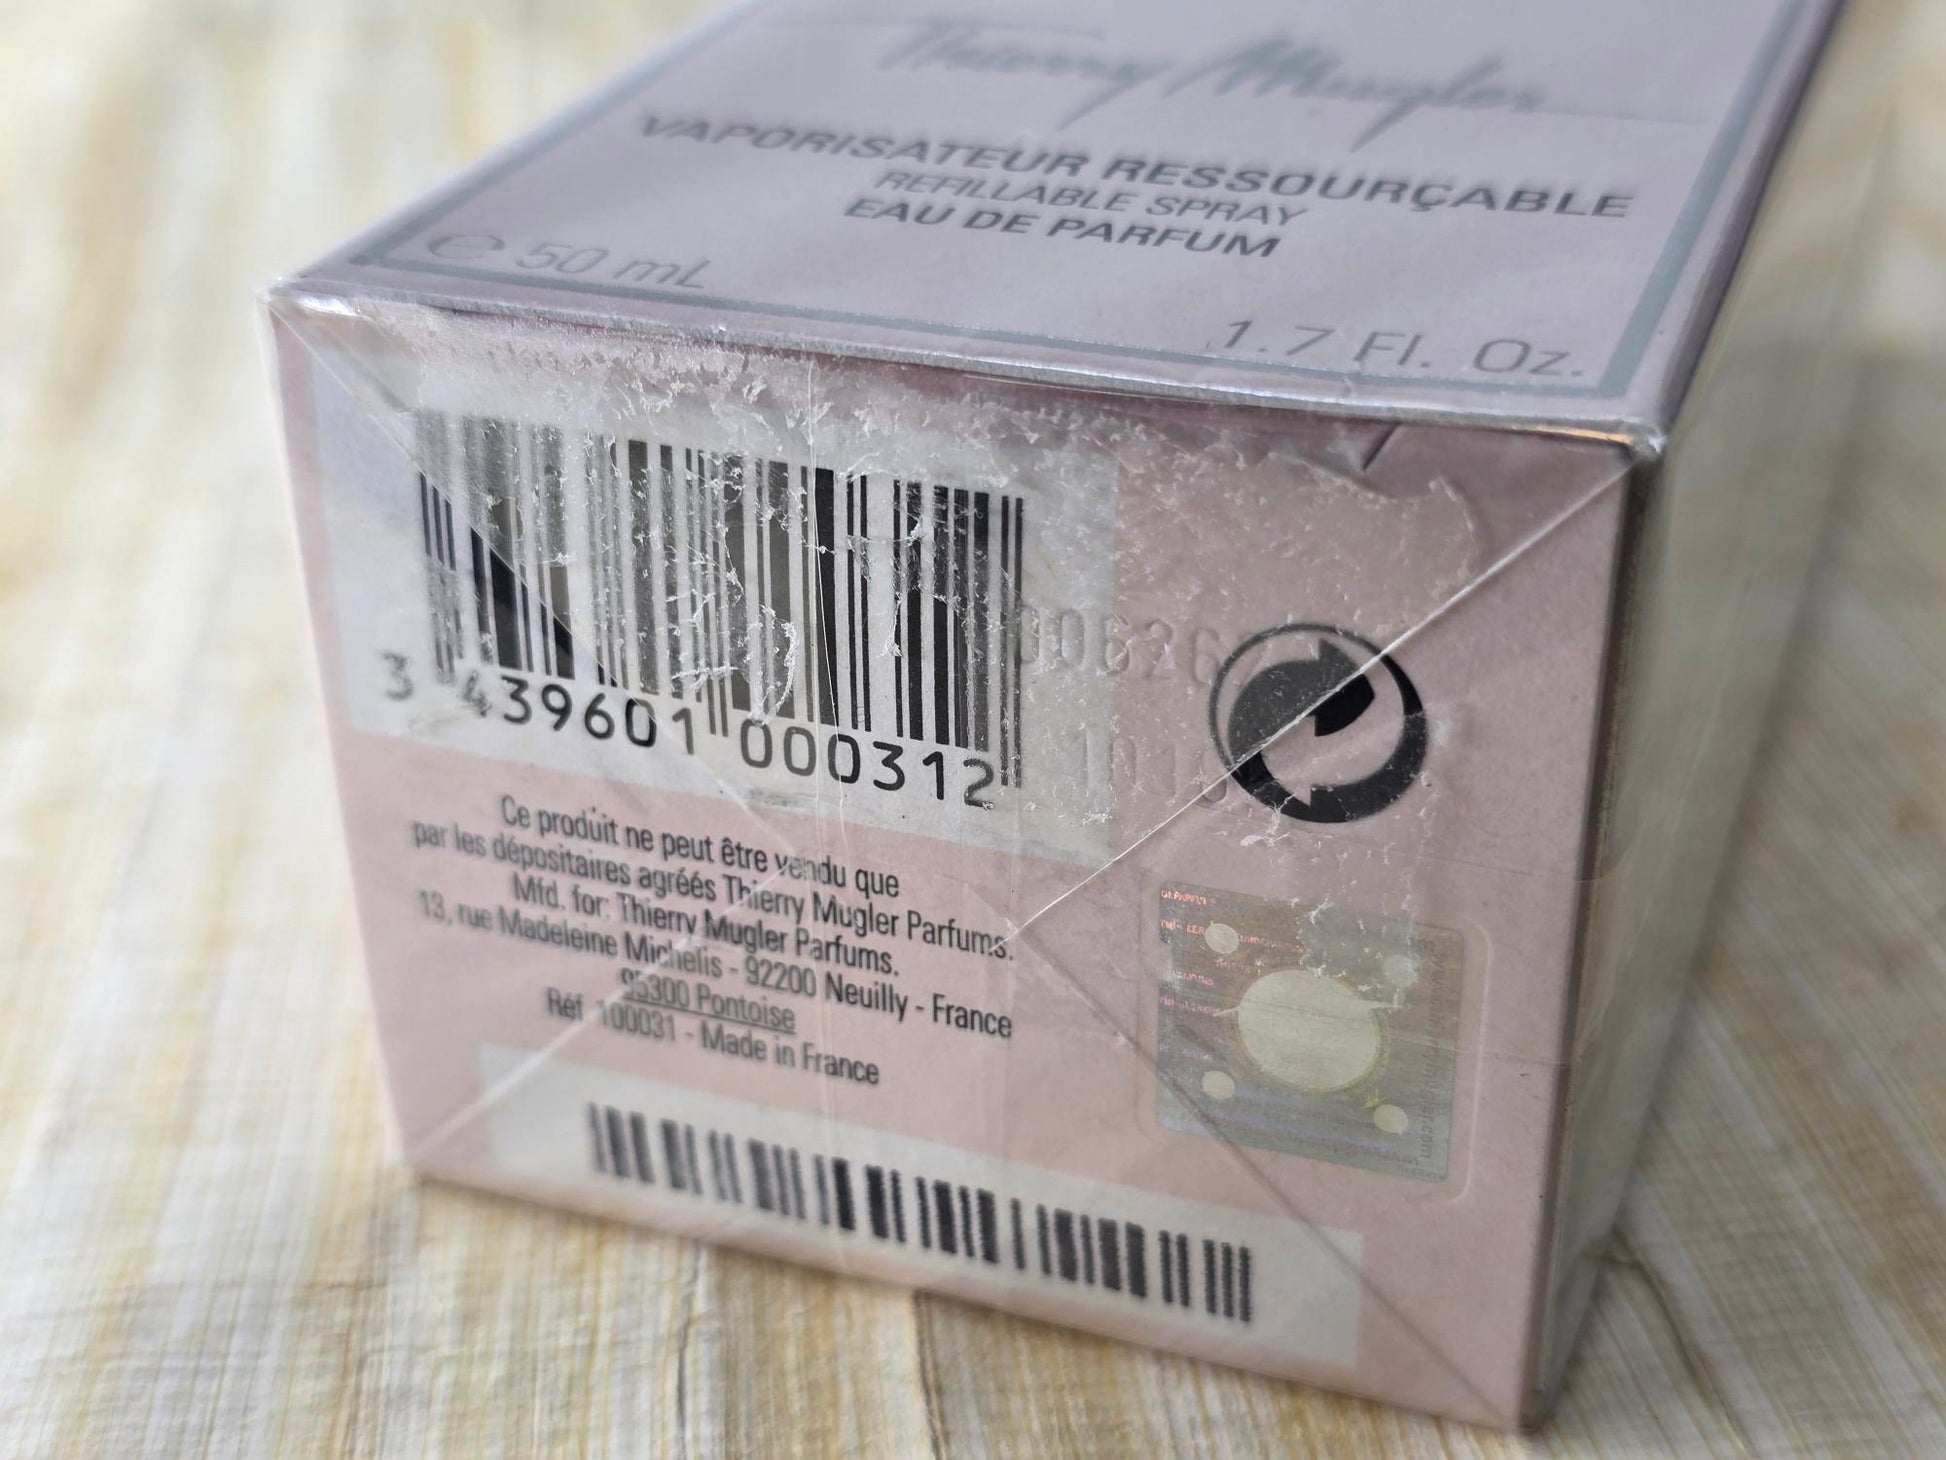 Thierry Mugler
VAPORISATEUR RESSOURÇABLE
REFILLABLE SPRAY
EAU DE PARFUM
e 50 mL
1.7 Fl. Oz.
3 439601 000312
Ce produit ne peut être vendu que
par les dépositaires agréés Thierry Mugler Parfums.
Mfd. for: Thierry Mugler Parfums.
13, rue Madeleine Michelis - 92200 Neuilly - France
95300 Pontoise
Réf 100031 - Made in France